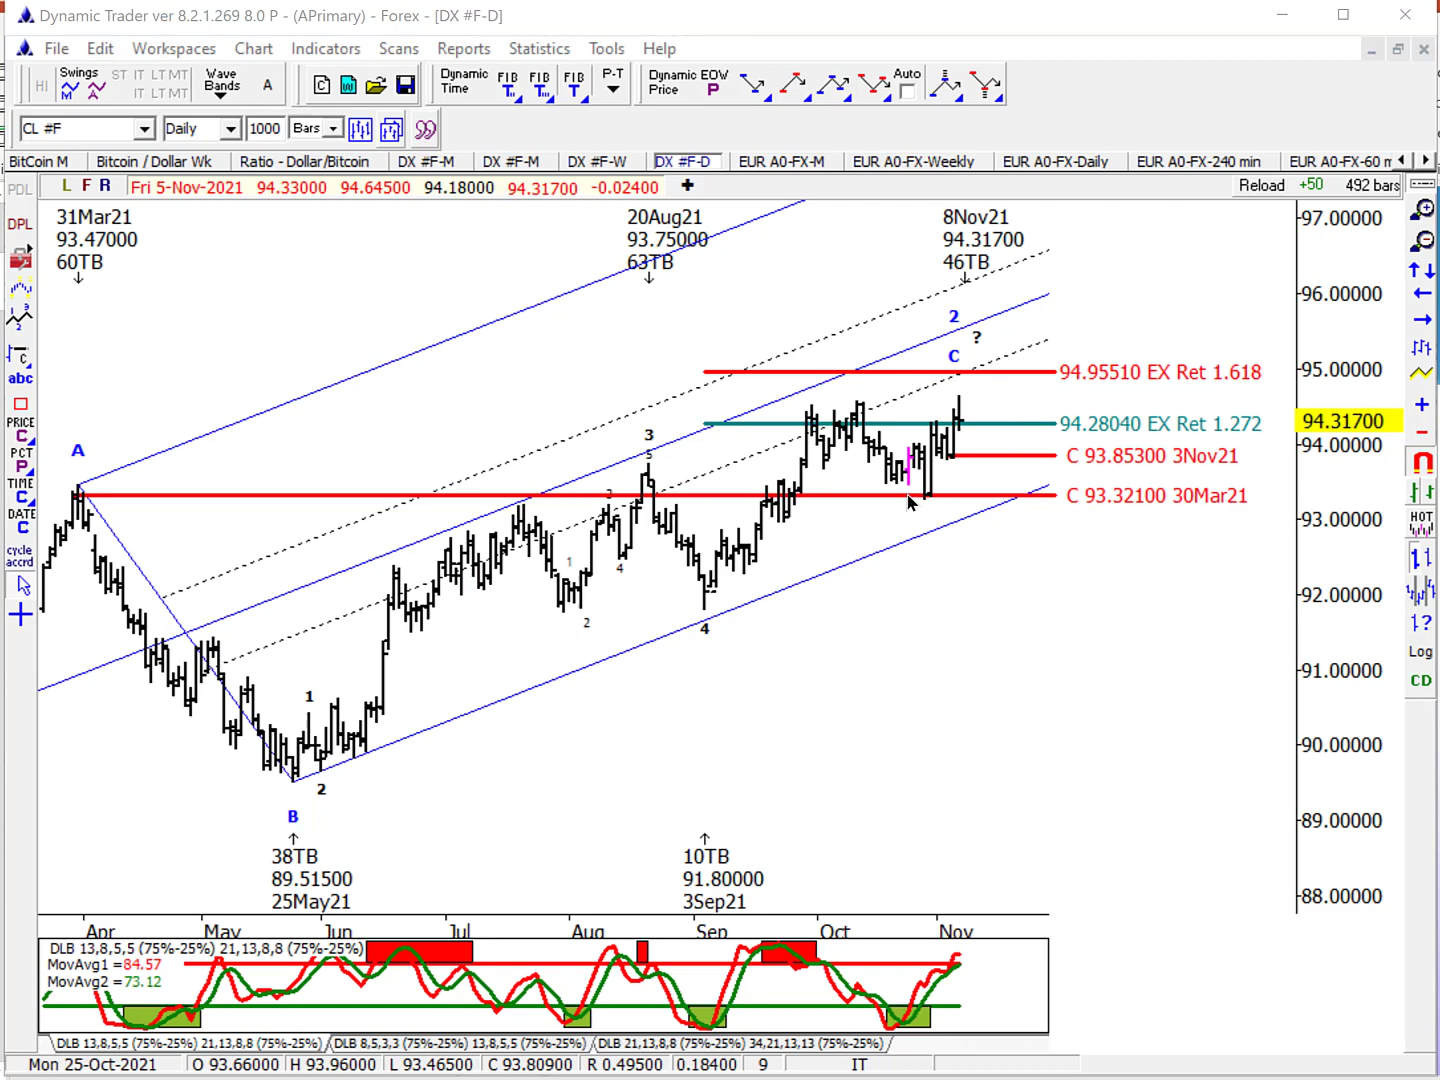 Dynamic Trader ver 8.2.1.269 8.0 P - (APrimary) - Forex - [DX #F-D]
File Edit Workspaces Chart Indicators Scans Reports Statistics Tools Help
HI Swings ST IT LT MT IT LT MT Wave Bands A C W Dynamic Time FIB T... FIB T... FIB T P-T Dynamic Price EOW P Auto
CL #F Daily 1000 Bars
BitCoin M Bitcoin / Dollar Wk Ratio - Dollar/Bitcoin DX #F-M DX #F-M DX #F-W DX #F-D EUR A0-FX-M EUR A0-FX-Weekly EUR A0-FX-Daily EUR A0-FX-240 min EUR A0-FX-60 m
PDL L F R Fri 5-Nov-2021 94.33000 94.64500 94.18000 94.31700 -0.02400 + Reload +50 492 bars
31Mar21 20Aug21 8Nov21 97.00000
DPL 93.47000 93.75000 94.31700
60TB 63TB 46TB
96.00000
2
?
C
94.95510 EX Ret 1.618 95.00000
abc
PRICE C 94.28040 EX Ret 1.272 94.31700
94.00000
A 3 5
PCT P C 93.85300 3Nov21
TIME C 3 C 93.32100 30Mar21
DATE C 93.00000 HOT
cycle accrd 1 4
92.00000
2 4
Log
91.00000 CD
1
90.00000
2
B 89.00000
38TB 10TB
89.51500 91.80000
25May21 3Sep21 88.00000
Apr May Jun Jul Aug Sep Oct Nov
DLB 13,8,5,5 (75%-25%) 21,13,8,8 (75%-25%)
MovAvg1 =84.57
MovAvg2 =73.12
DLB 13,8,5,5 (75%-25%) 21,13,8,8 (75%-25%) DLB 8,5,3,3 (75%-25%) 13,8,5,5 (75%-25%) DLB 21,13,8,8 (75%-25%) 34,21,13,13 (75%-25%)
Mon 25-Oct-2021 O 93.66000 H 93.96000 L 93.46500 C 93.80900 R 0.49500 0.18400 9 IT